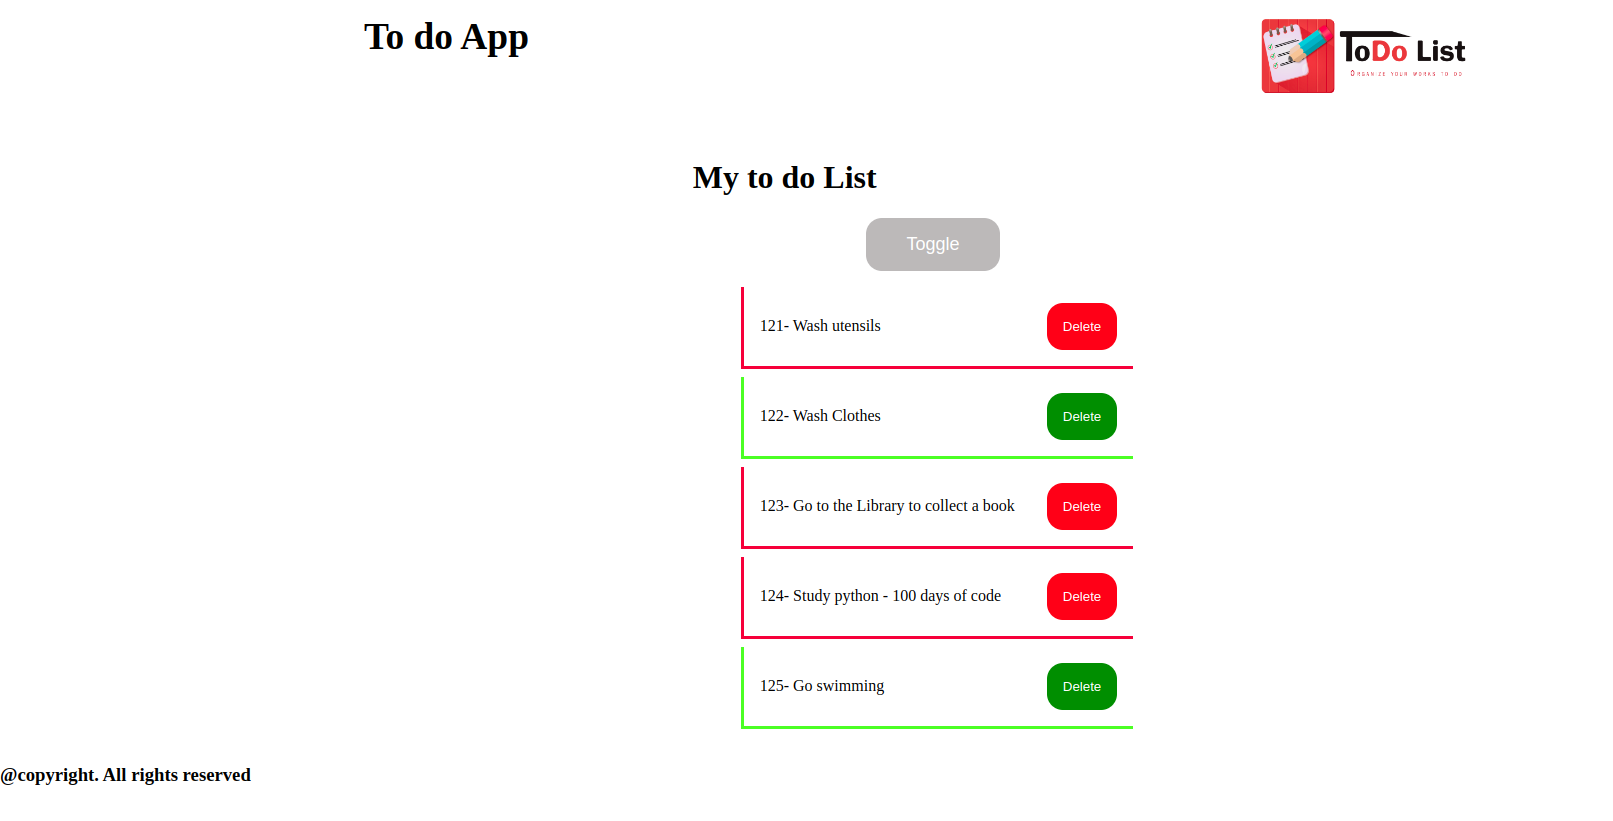 To do App
ToDo List
Organize your works to do
My to do List
Toggle
121- Wash utensils
Delete
122- Wash Clothes
Delete
123- Go to the Library to collect a book
Delete
124- Study python - 100 days of code
Delete
125- Go swimming
Delete
@copyright. All rights reserved